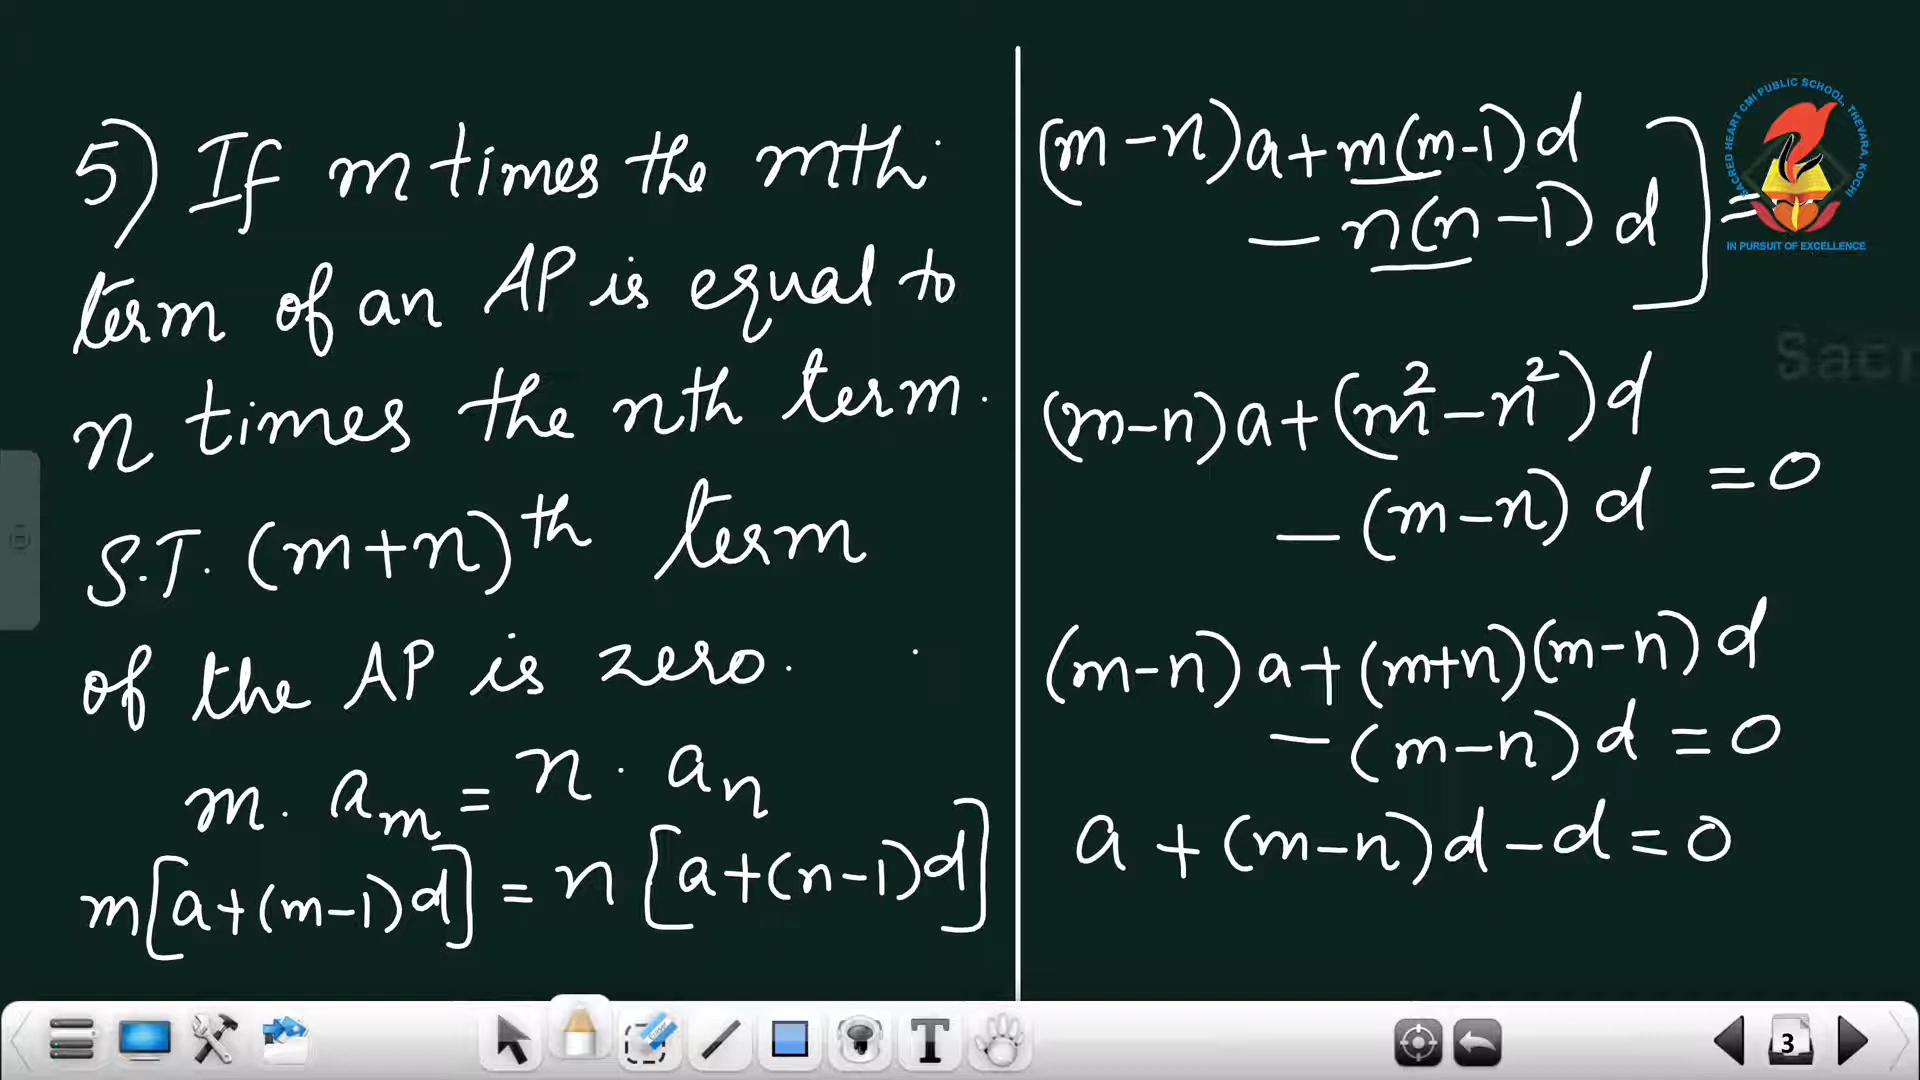 5) If m times the mth
term of an AP is equal to
n times the nth term.
S.T. (m+n)th term
of the AP is zero.
m. am = n . an
m[a+(m-1)d] = n[a+(n-1)d]
(m-n)a+m(m-1)d
- n(n-1)d] =
(m-n)a+(m²-n²)d
- (m-n)d = 0
(m-n)a+(m+n)(m-n)d
- (m-n)d = 0
a + (m-n)d - d = 0
SACRED HEART CMI PUBLIC SCHOOL, THEVARA, KOCHI
IN PURSUIT OF EXCELLENCE
Sacr
T
3